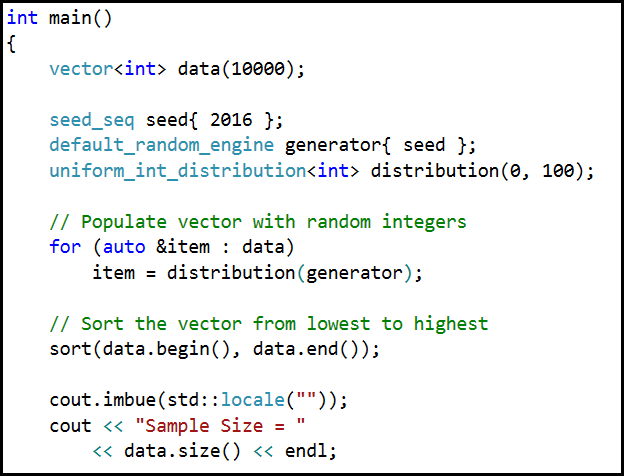 int main()
{
    vector<int> data(10000);

    seed_seq seed{ 2016 };
    default_random_engine generator{ seed };
    uniform_int_distribution<int> distribution(0, 100);

    // Populate vector with random integers
    for (auto &item : data)
        item = distribution(generator);

    // Sort the vector from lowest to highest
    sort(data.begin(), data.end());

    cout.imbue(std::locale(""));
    cout << "Sample Size = "
        << data.size() << endl;